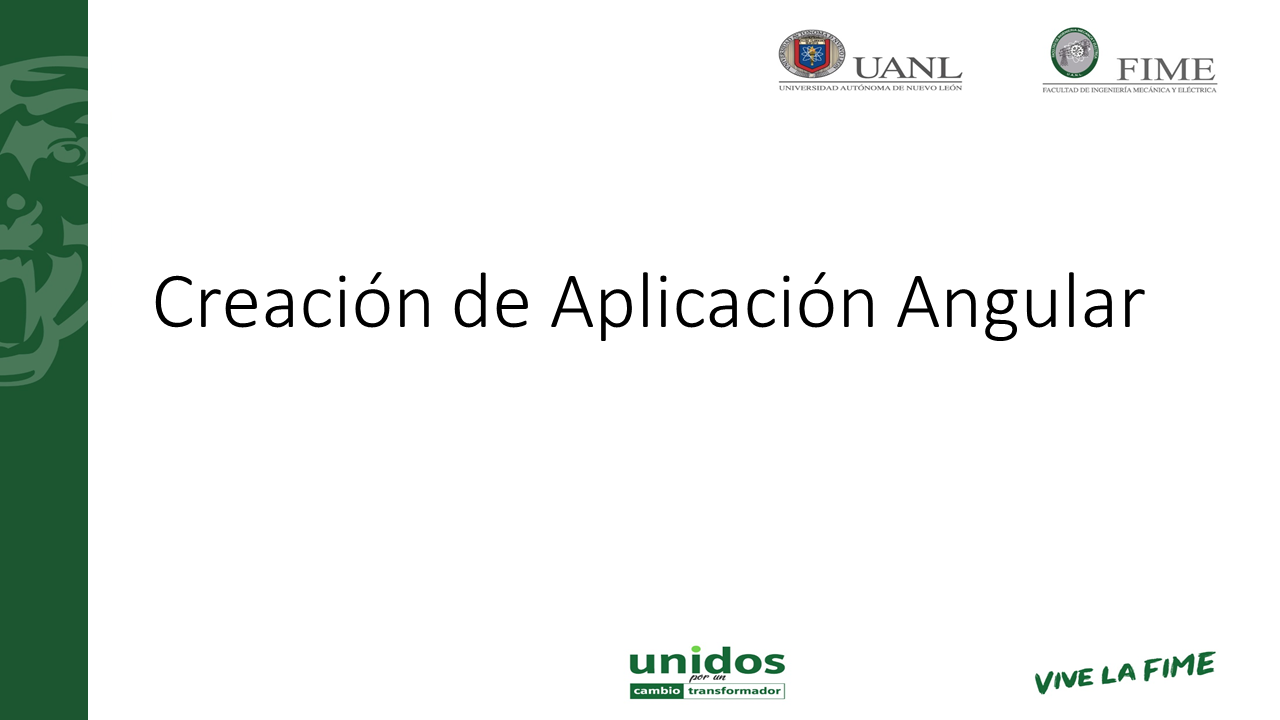 UANL
UNIVERSIDAD AUTÓNOMA DE NUEVO LEÓN
FIME
FACULTAD DE INGENIERÍA MECÁNICA Y ELÉCTRICA
Creación de Aplicación Angular
unidos
por un
cambio transformador
VIVE LA FIME